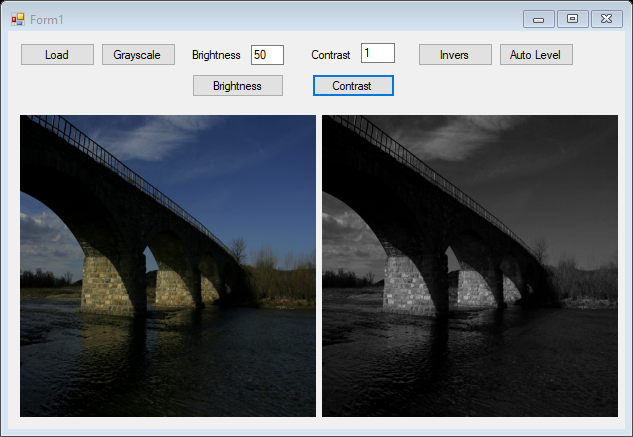 Form1
Load Grayscale Brightness 50 Contrast 1 Invers Auto Level
Brightness Contrast